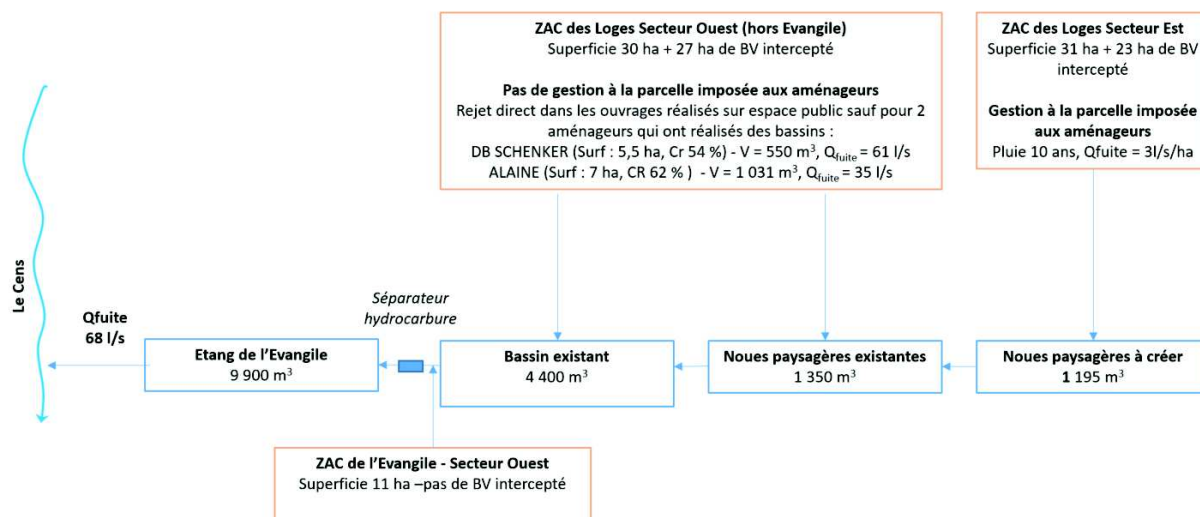 ZAC des Loges Secteur Ouest (hors Evangile)
Superficie 30 ha + 27 ha de BV intercepté
Pas de gestion à la parcelle imposée aux aménageurs
Rejet direct dans les ouvrages réalisés sur espace public sauf pour 2
aménageurs qui ont réalisés des bassins :
DB SCHENKER (Surf : 5,5 ha, Cr 54 %) - V = 550 m³, Qfuite = 61 l/s
ALAINE (Surf : 7 ha, CR 62 % ) - V = 1 031 m³, Qfuite = 35 l/s
ZAC des Loges Secteur Est
Superficie 31 ha + 23 ha de BV
intercepté
Gestion à la parcelle imposée
aux aménageurs
Pluie 10 ans, Qfuite = 3l/s/ha
Le Cens
Qfuite
68 l/s
Etang de l'Evangile
9 900 m³
Séparateur
hydrocarbure
Bassin existant
4 400 m³
Noues paysagères existantes
1 350 m³
Noues paysagères à créer
1 195 m³
ZAC de l'Evangile - Secteur Ouest
Superficie 11 ha –pas de BV intercepté